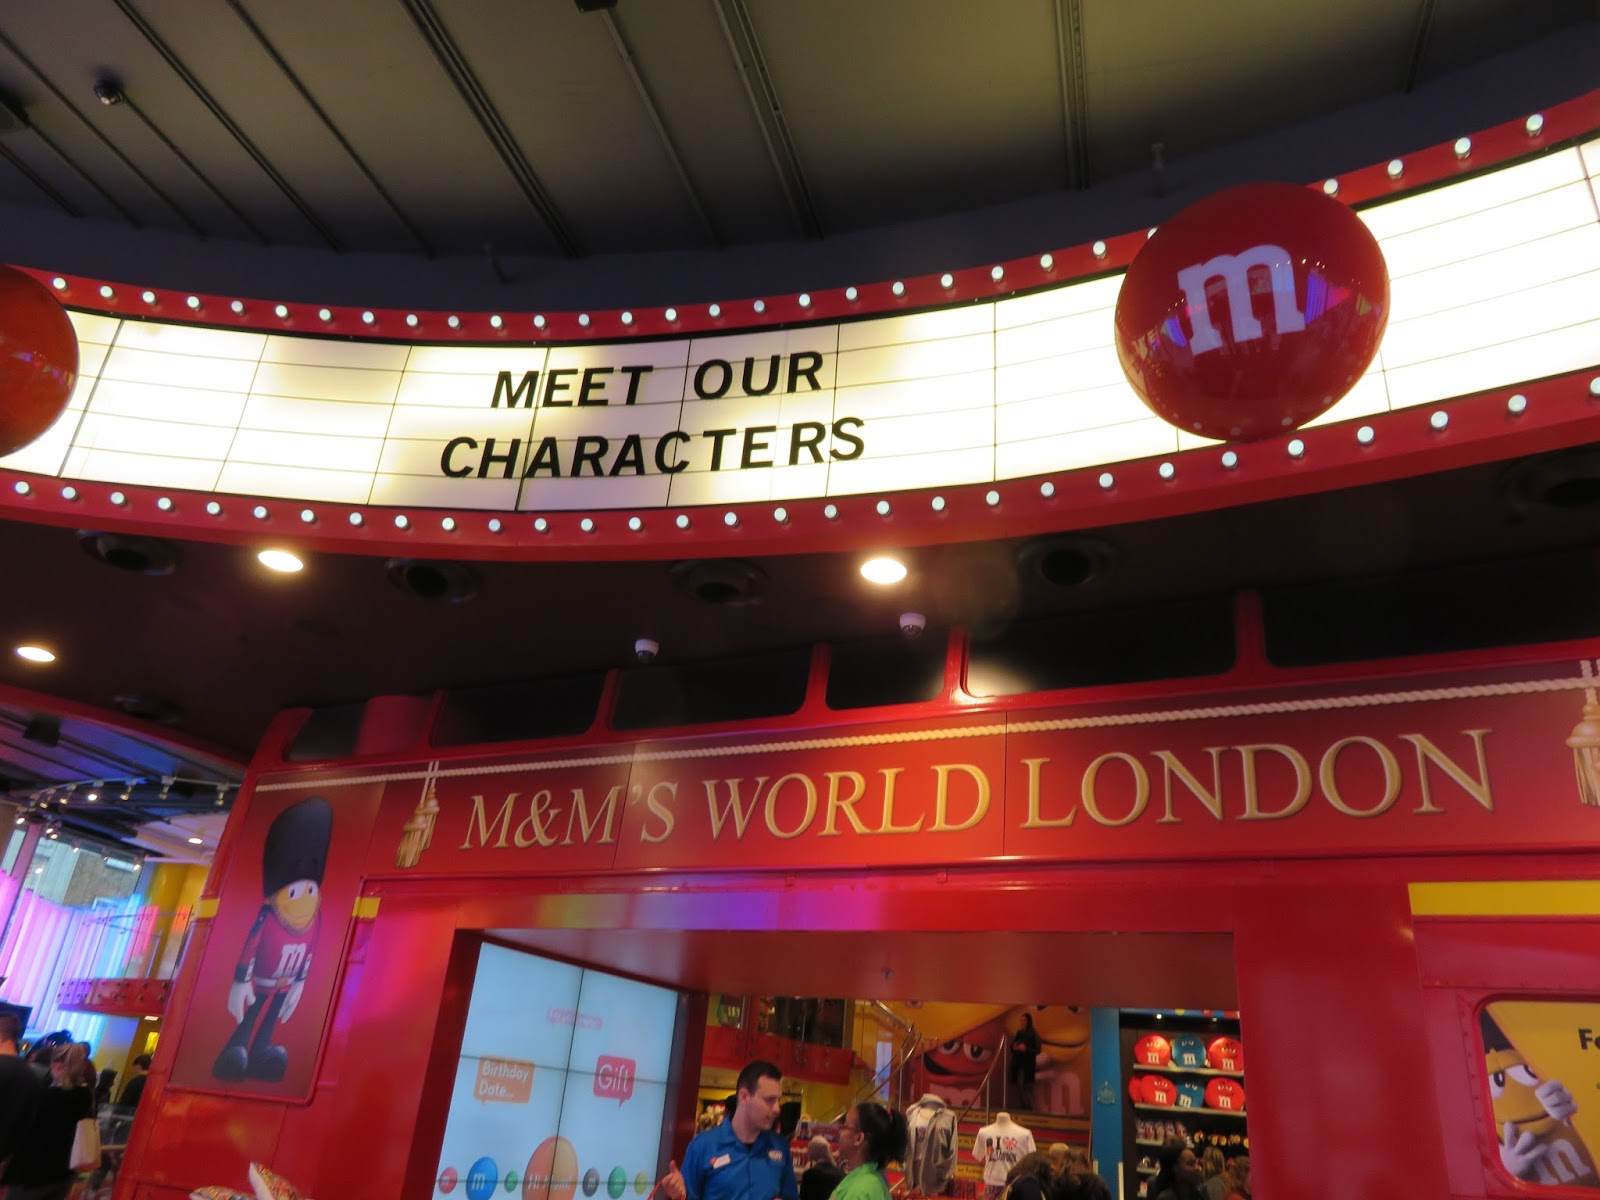 MEET OUR
CHARACTERS
m
M&M'S WORLD LONDON
m
Birthday
Date...
Gift
m
m
m
m
m
I